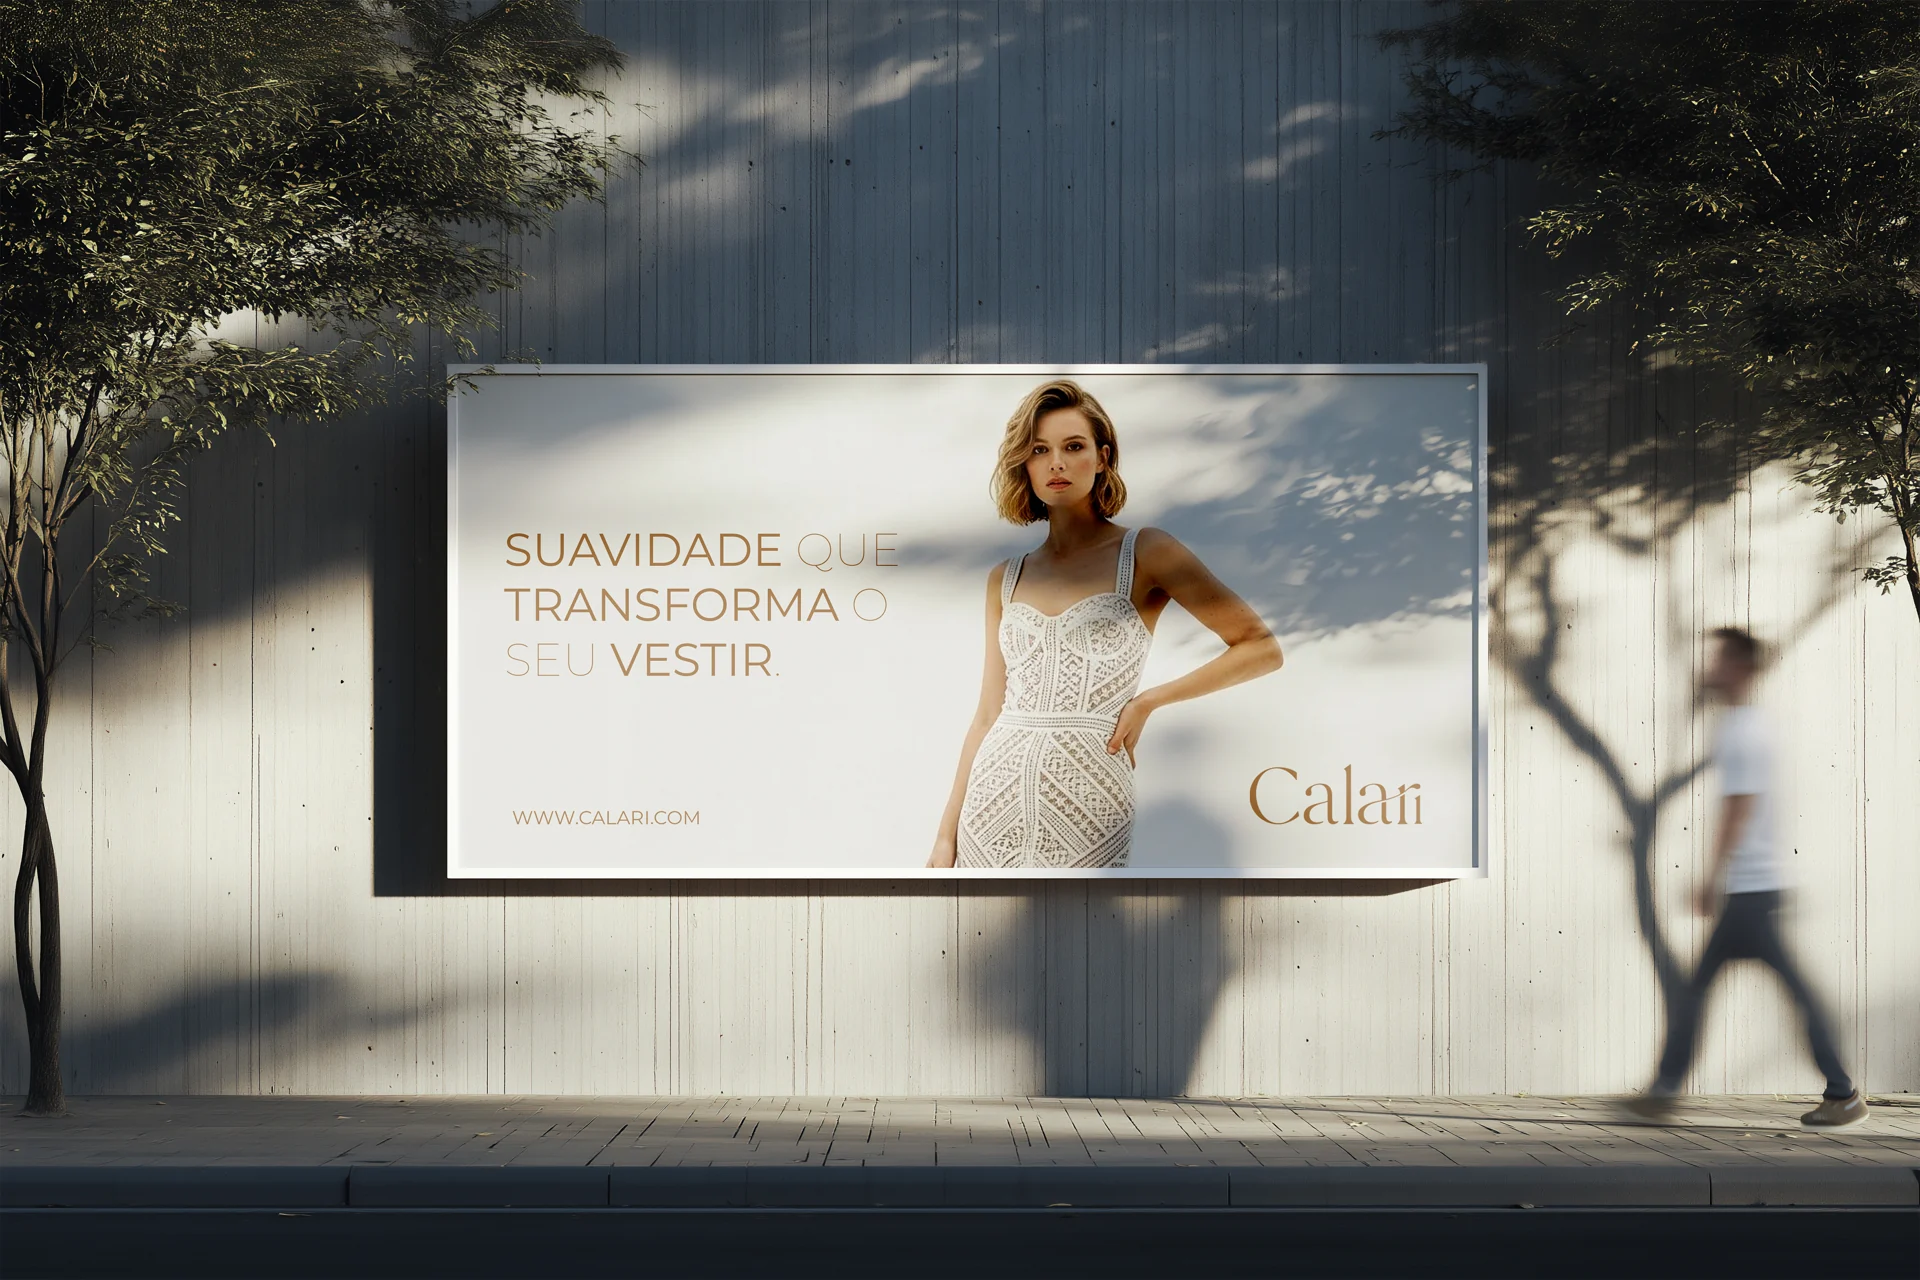 SUAVIDADE QUE
TRANSFORMA O
SEU VESTIR.
WWW.CALARI.COM
Calari